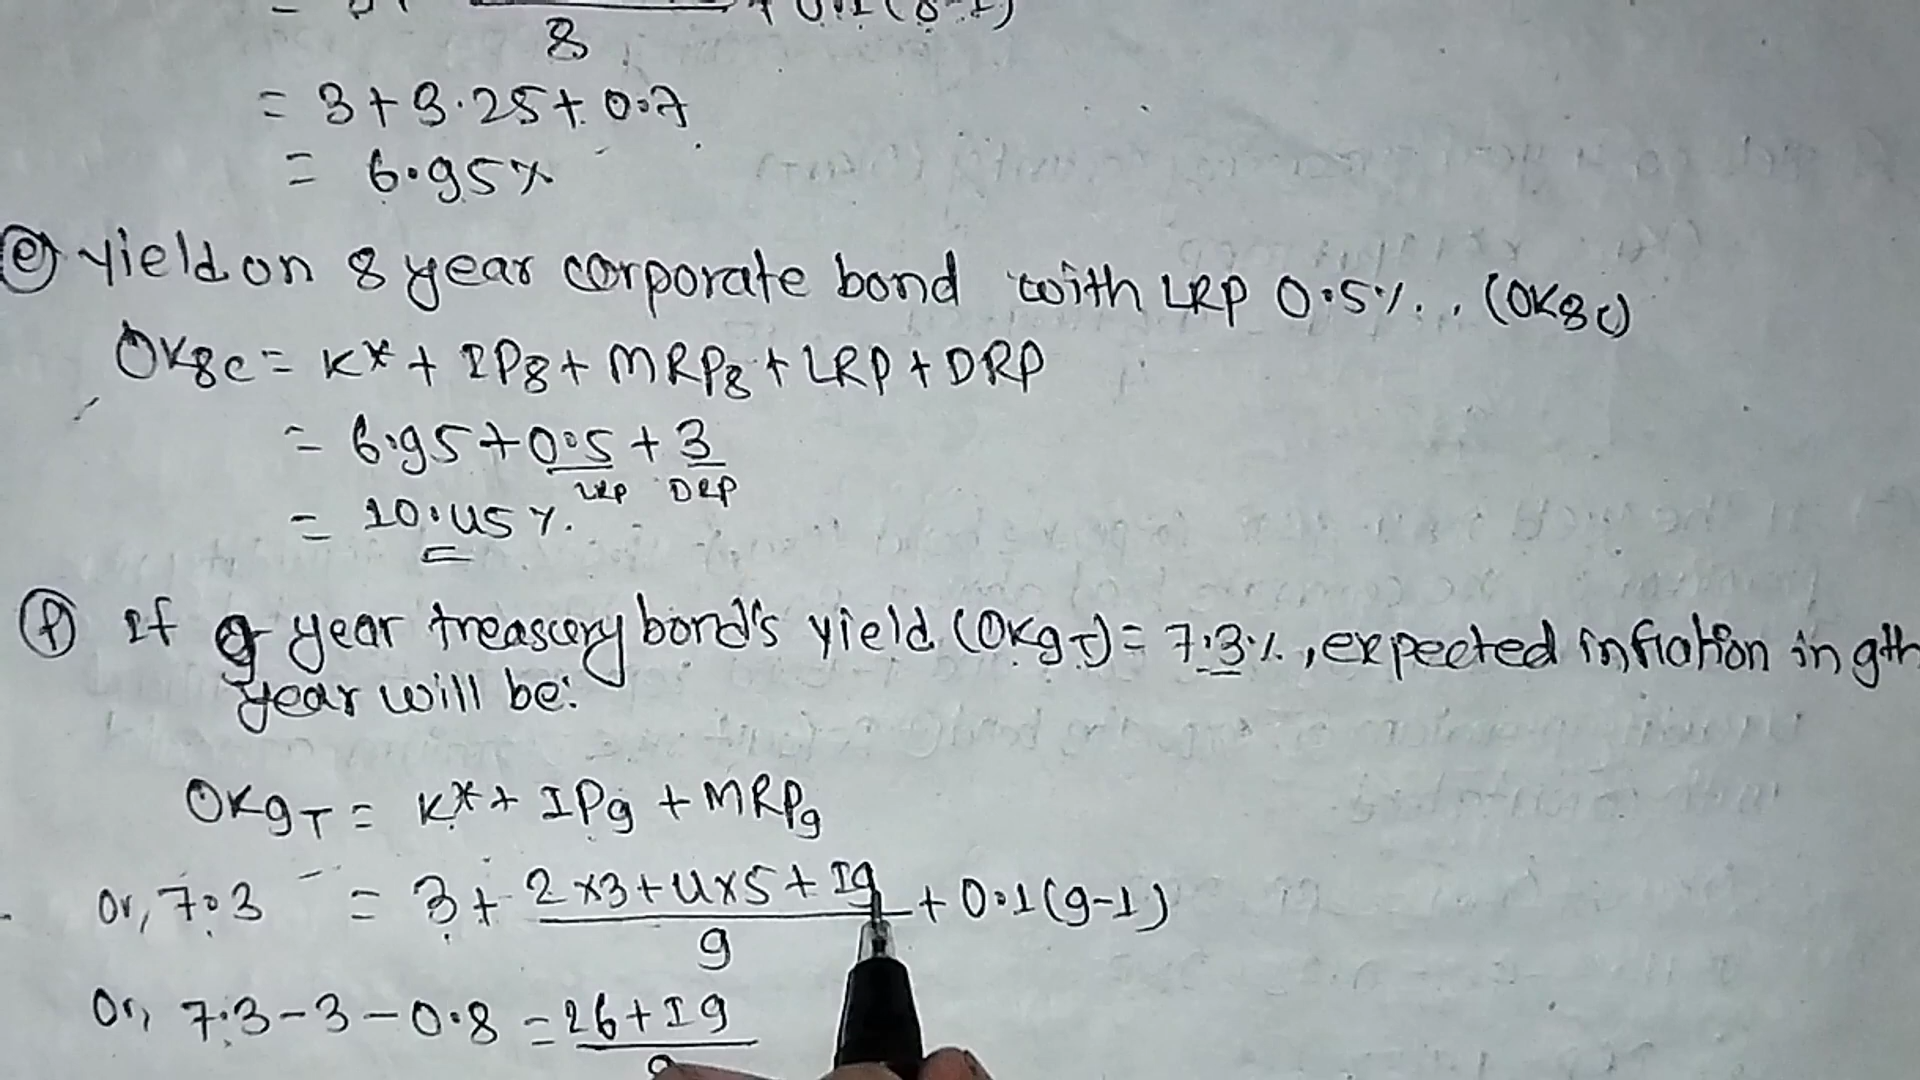 8
= 3+3.25+0.7
= 6.95%
(e) yield on 8 year corporate bond with LRP 0.5%.. (OK8C)
OK8C = K*+ IP8+ MRP8+ LRP+DRP
= 6.95+0.5+3
LRP DRP
= 10.45%.
(f) If 9 year treasury bond's yield (OK9T)= 7.3%, expected inflation in 9th
year will be:
OK9T = K*+ IP9 + MRP9
Or, 7.3 = 3+ 2×3+4×5+I9 + 0.1(9-1)
9
Or, 7.3-3-0.8 = 26+I9